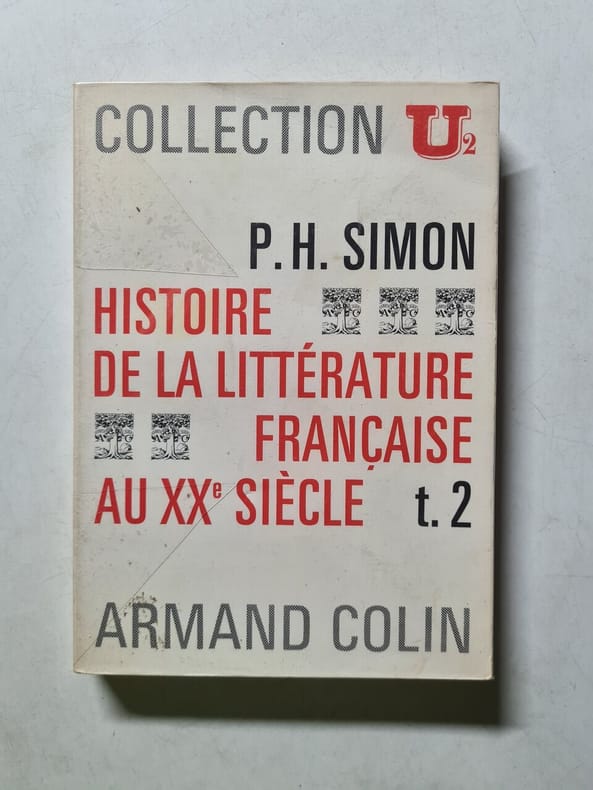 COLLECTION U2
P. H. SIMON
HISTOIRE
DE LA LITTÉRATURE
FRANÇAISE
AU XXe SIÈCLE t. 2
ARMAND COLIN